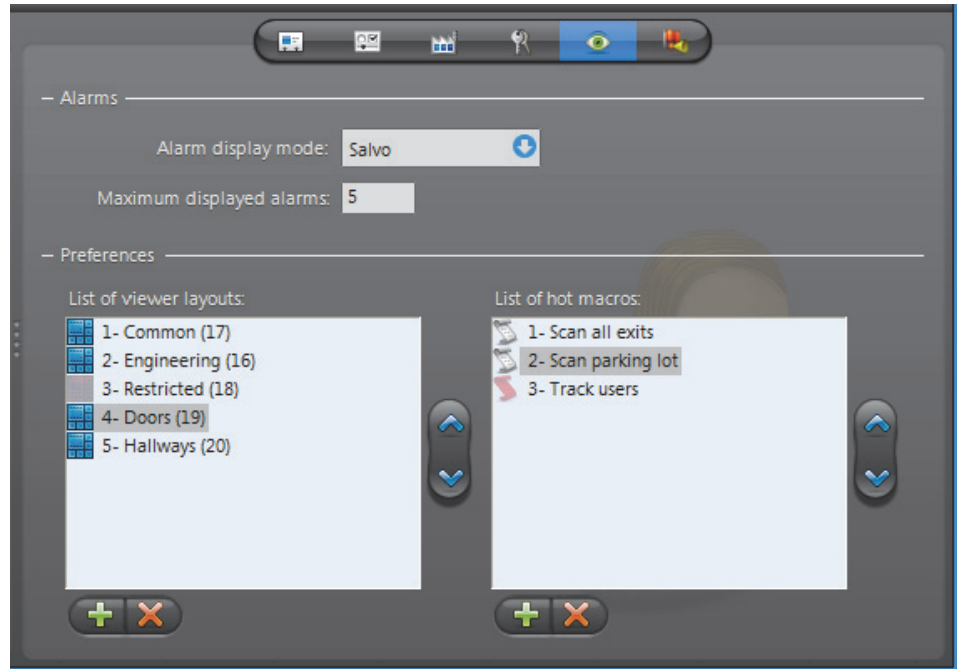 Alarms
Alarm display mode: Salvo
Maximum displayed alarms: 5
Preferences
List of viewer layouts:
1- Common (17)
2- Engineering (16)
3- Restricted (18)
4- Doors (19)
5- Hallways (20)
List of hot macros:
1- Scan all exits
2- Scan parking lot
3- Track users